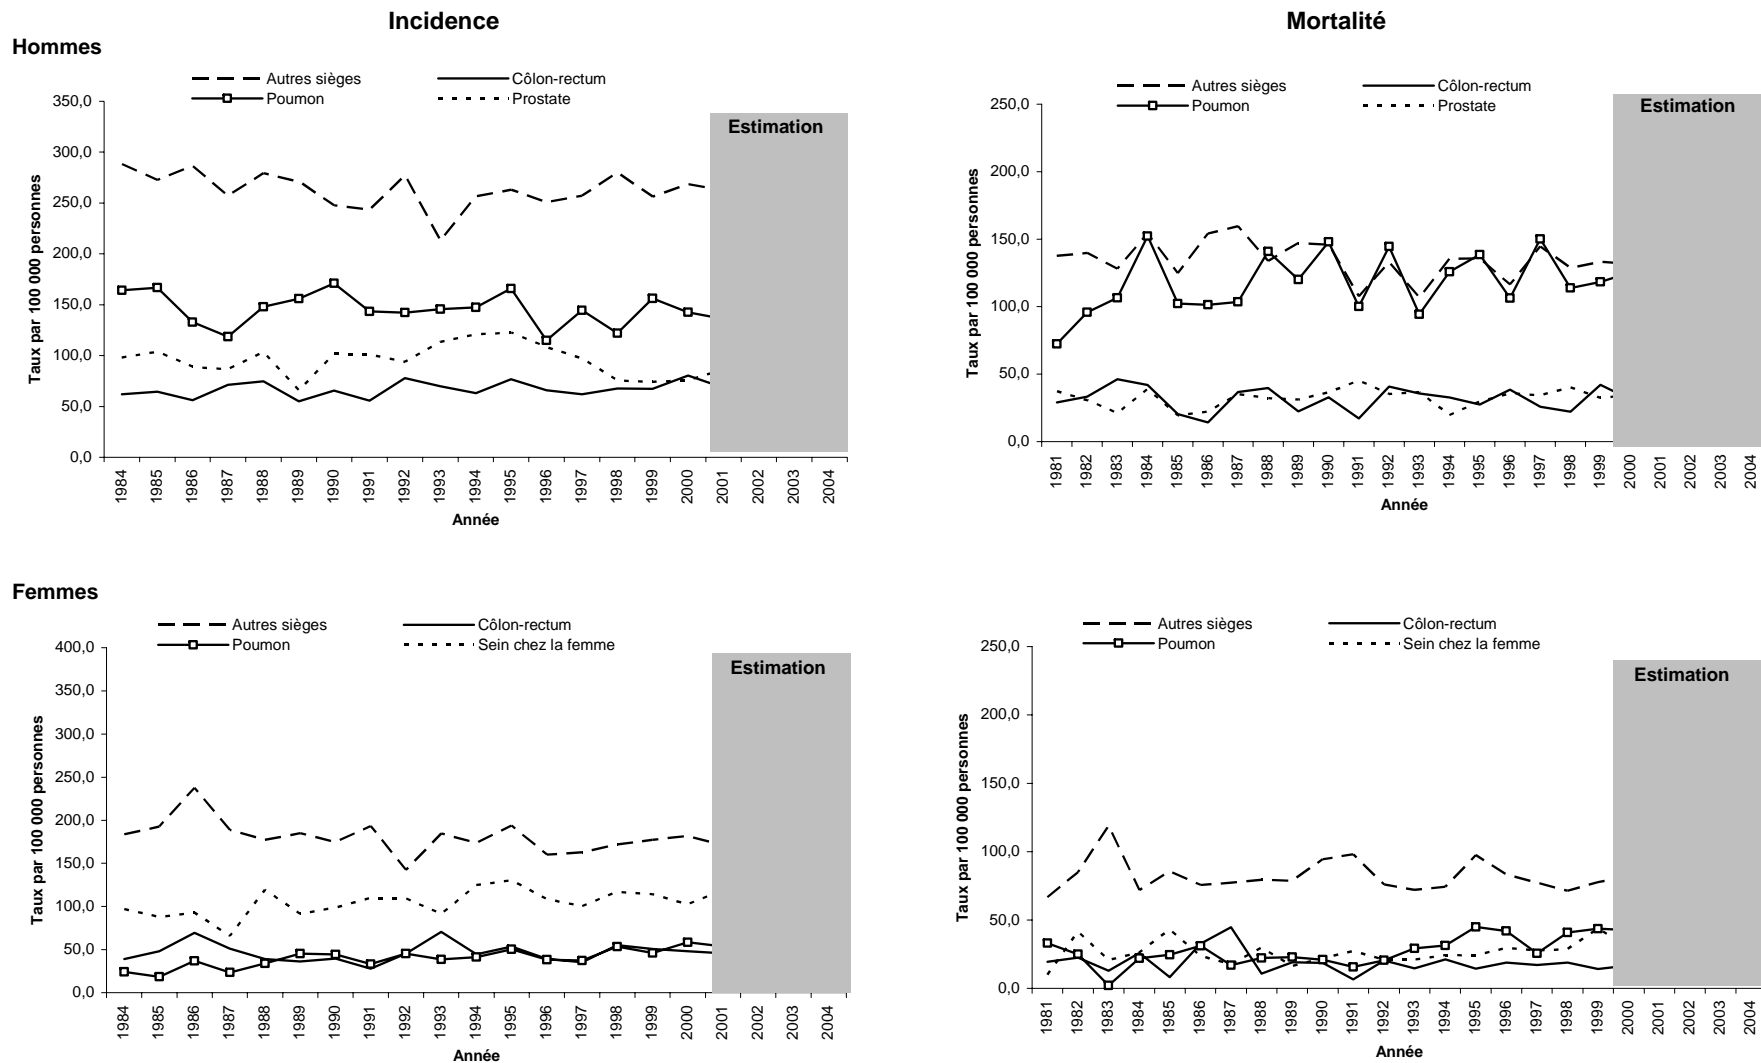 Incidence
Mortalité
Hommes
Autres sièges
Côlon-rectum
Poumon
Prostate
Taux par 100 000 personnes
350,0
300,0
250,0
200,0
150,0
100,0
50,0
0,0
Estimation
1984 1985 1986 1987 1988 1989 1990 1991 1992 1993 1994 1995 1996 1997 1998 1999 2000 2001 2002 2003 2004
Année
Autres sièges
Côlon-rectum
Poumon
Prostate
Taux par 100 000 personnes
250,0
200,0
150,0
100,0
50,0
0,0
Estimation
1981 1982 1983 1984 1985 1986 1987 1988 1989 1990 1991 1992 1993 1994 1995 1996 1997 1998 1999 2000 2001 2002 2003 2004
Année
Femmes
Autres sièges
Côlon-rectum
Poumon
Sein chez la femme
Taux par 100 000 personnes
400,0
350,0
300,0
250,0
200,0
150,0
100,0
50,0
0,0
Estimation
1984 1985 1986 1987 1988 1989 1990 1991 1992 1993 1994 1995 1996 1997 1998 1999 2000 2001 2002 2003 2004
Année
Autres sièges
Côlon-rectum
Poumon
Sein chez la femme
Taux par 100 000 personnes
250,0
200,0
150,0
100,0
50,0
0,0
Estimation
1981 1982 1983 1984 1985 1986 1987 1988 1989 1990 1991 1992 1993 1994 1995 1996 1997 1998 1999 2000 2001 2002 2003 2004
Année